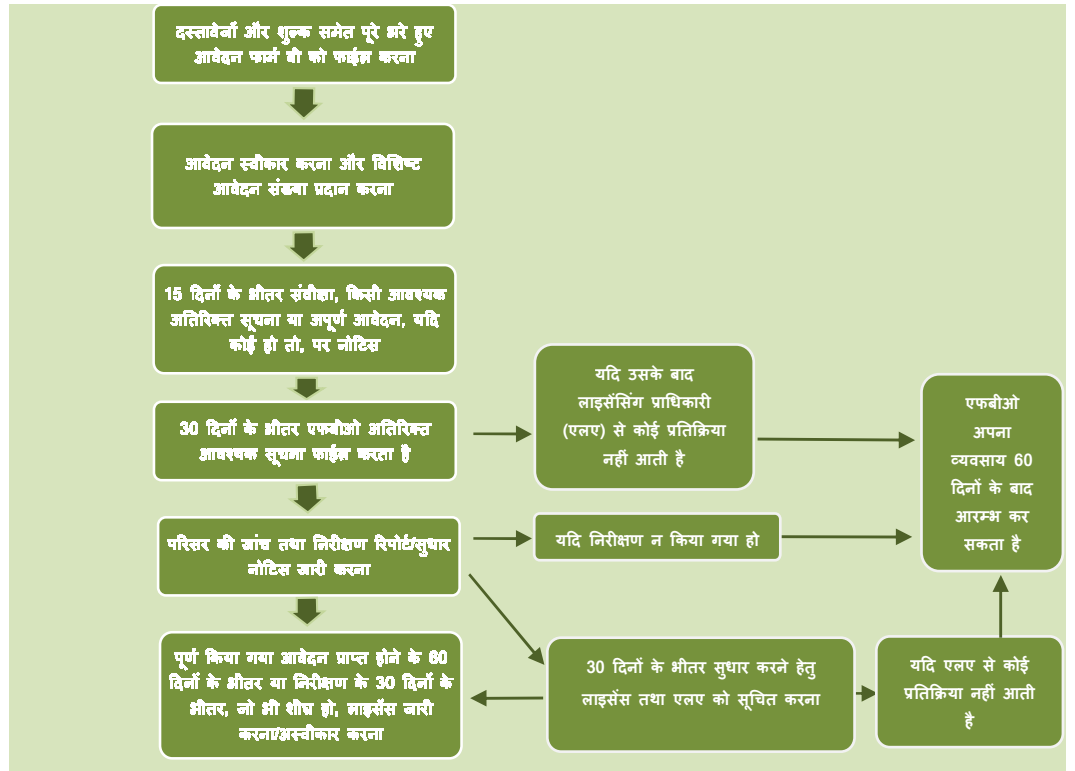 दस्तावेजों और शुल्क समेत पूरे भरे हुए
आवेदन फार्म बी को फाईल करना
आवेदन स्वीकार करना और विशिष्ट
आवेदन संख्या प्रदान करना
15 दिनों के भीतर संवीक्षा, किसी आवश्यक
अतिरिक्त सूचना या अपूर्ण आवेदन, यदि
कोई हो तो, पर नोटिस
30 दिनों के भीतर एफबीओ अतिरिक्त
आवश्यक सूचना फाईल करता है
यदि उसके बाद
लाइसेंसिंग प्राधिकारी
(एलए) से कोई प्रतिक्रिया
नहीं आती है
एफबीओ
अपना
व्यवसाय 60
दिनों के बाद
आरम्भ कर
सकता है
परिसर की जांच तथा निरीक्षण रिपोर्ट/सुधार
नोटिस जारी करना
यदि निरीक्षण न किया गया हो
पूर्ण किया गया आवेदन प्राप्त होने के 60
दिनों के भीतर या निरीक्षण के 30 दिनों के
भीतर, जो भी शीघ्र हो, लाइसेंस जारी
करना/अस्वीकार करना
30 दिनों के भीतर सुधार करने हेतु
लाइसेंस तथा एलए को सूचित करना
यदि एलए से कोई
प्रतिक्रिया नहीं आती
है